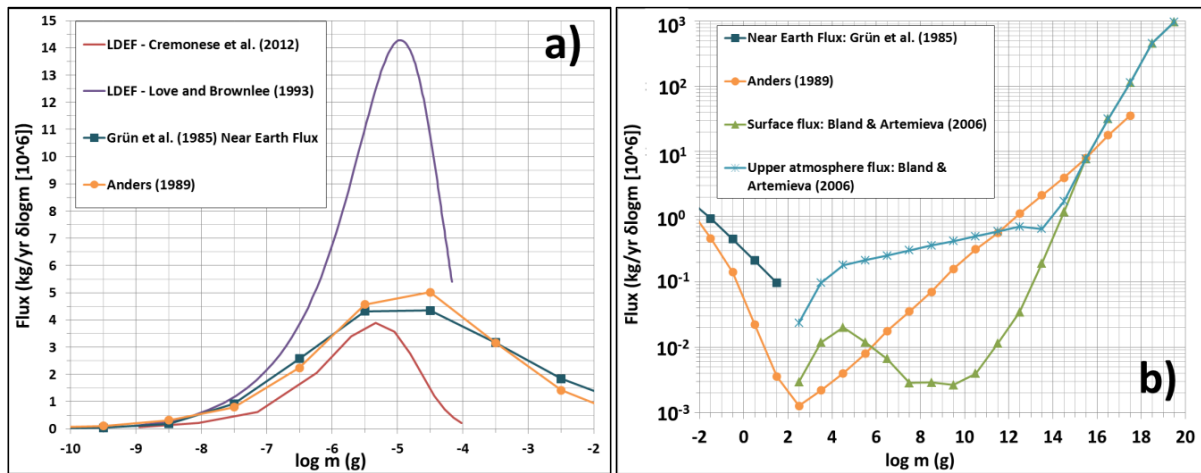 15
14
13
12
11
10
9
8
7
6
5
4
3
2
1
0
Flux (kg/yr δlogm [10^6])
LDEF - Cremonese et al. (2012)
LDEF - Love and Brownlee (1993)
Grün et al. (1985) Near Earth Flux
Anders (1989)
a)
-10 -9 -8 -7 -6 -5 -4 -3 -2
log m (g)
10³
10²
10¹
10⁰
10⁻¹
10⁻²
10⁻³
Flux (kg/yr δlogm [10^6])
Near Earth Flux: Grün et al. (1985)
Anders (1989)
Surface flux: Bland & Artemieva (2006)
Upper atmosphere flux: Bland &
Artemieva (2006)
b)
-2 0 2 4 6 8 10 12 14 16 18 20
log m (g)